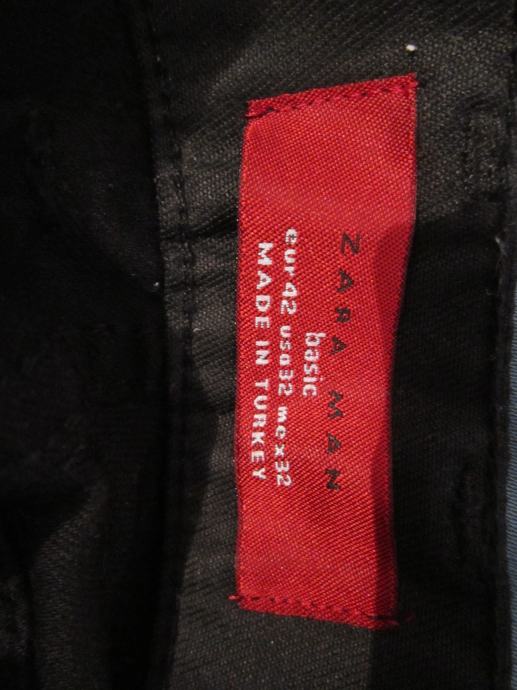 ZARA MAN
basic
eur42 usa32 mex32
MADE IN TURKEY